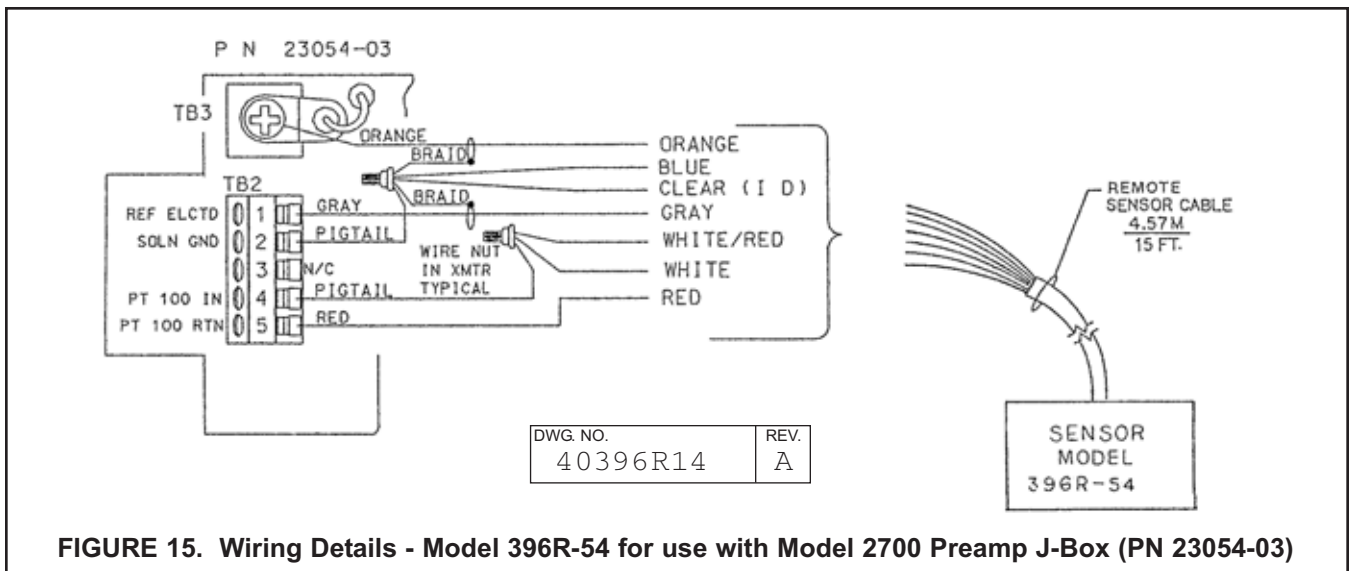 P N 23054-03
TB3
ORANGE
BRAID
BRAID
ORANGE
BLUE
CLEAR (I D)
GRAY
WHITE/RED
WHITE
RED
TB2
REF ELCTD 1 GRAY
SOLN GND 2 PIGTAIL
3 N/C
PT 100 IN 4 PIGTAIL
PT 100 RTN 5 RED
WIRE NUT
IN XMTR
TYPICAL
REMOTE
SENSOR CABLE
4.57M
15 FT.
SENSOR
MODEL
396R-54
DWG. NO. REV.
40396R14 A
FIGURE 15. Wiring Details - Model 396R-54 for use with Model 2700 Preamp J-Box (PN 23054-03)